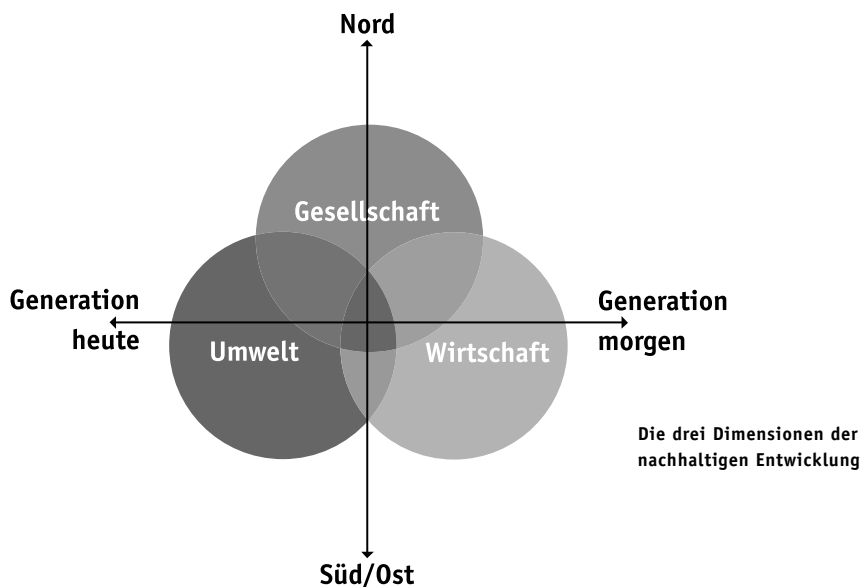 Nord
Gesellschaft
Generation
heute
Generation
morgen
Umwelt
Wirtschaft
Die drei Dimensionen der
nachhaltigen Entwicklung
Süd/Ost